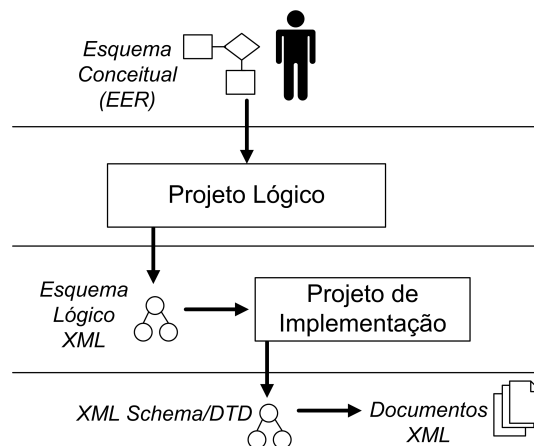 Esquema
Conceitual
(EER)
Projeto Lógico
Esquema
Lógico
XML
Projeto de
Implementação
XML Schema/DTD
Documentos
XML